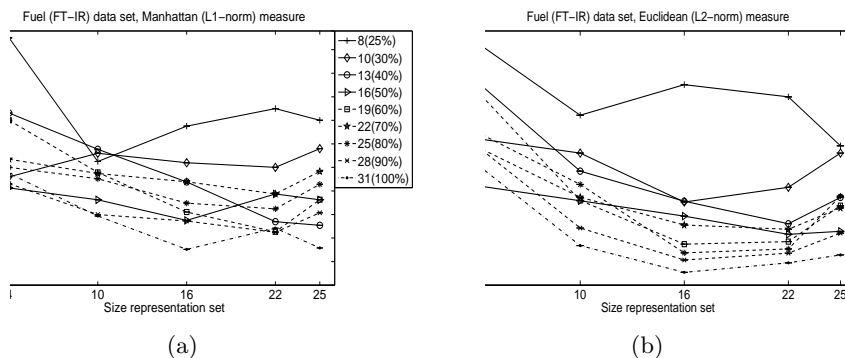 Fuel (FT−IR) data set, Manhattan (L1−norm) measure
8(25%)
10(30%)
13(40%)
16(50%)
19(60%)
22(70%)
25(80%)
28(90%)
31(100%)
10 16 22 25
Size representation set
(a)
Fuel (FT−IR) data set, Euclidean (L2−norm) measure
10 16 22 25
Size representation set
(b)